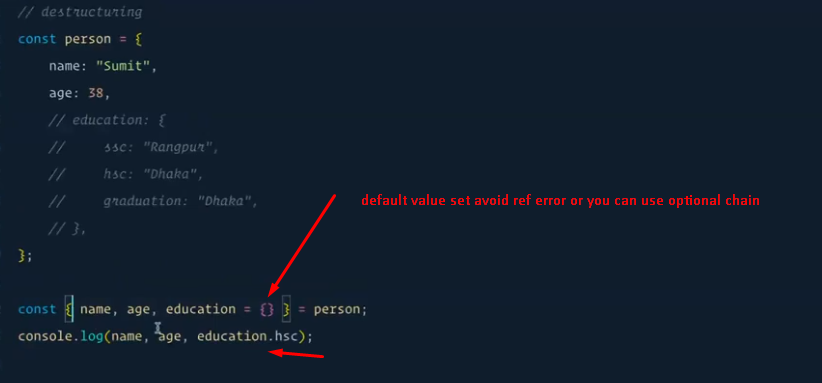 // destructuring
const person = {
name: "Sumit",
age: 38,
// education: {
// ssc: "Rangpur",
// hsc: "Dhaka",
// graduation: "Dhaka",
// },
};
default value set avoid ref error or you can use optional chain
const { name, age, education = {} } = person;
console.log(name, age, education.hsc);